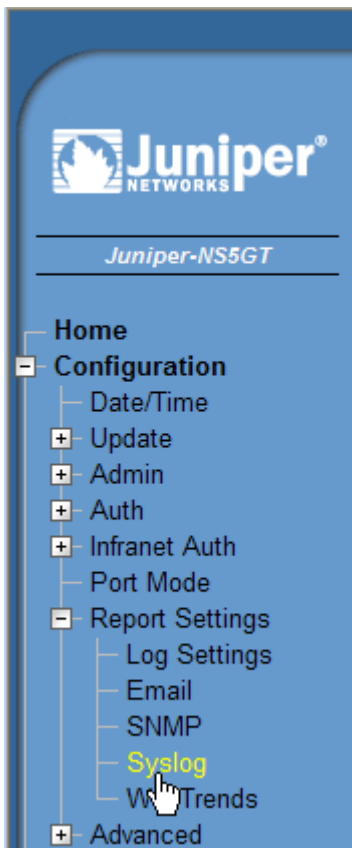 Juniper®
NETWORKS
Juniper-NS5GT
Home
Configuration
Date/Time
Update
Admin
Auth
Infranet Auth
Port Mode
Report Settings
Log Settings
Email
SNMP
Syslog
Trends
Advanced